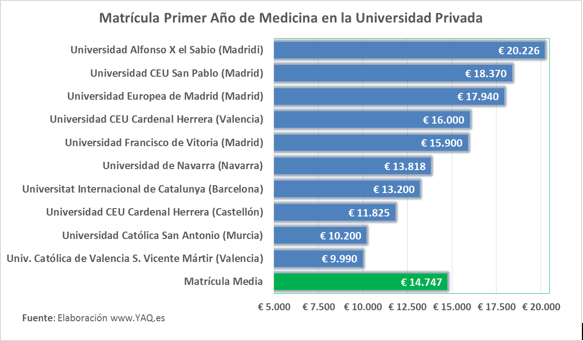 Matrícula Primer Año de Medicina en la Universidad Privada
Universidad Alfonso X el Sabio (Madridi) € 20.226
Universidad CEU San Pablo (Madrid) € 18.370
Universidad Europea de Madrid (Madrid) € 17.940
Universidad CEU Cardenal Herrera (Valencia) € 16.000
Universidad Francisco de Vitoria (Madrid) € 15.900
Universidad de Navarra (Navarra) € 13.818
Universitat Internacional de Catalunya (Barcelona) € 13.200
Universidad CEU Cardenal Herrera (Castellón) € 11.825
Universidad Católica San Antonio (Murcia) € 10.200
Univ. Católica de Valencia S. Vicente Mártir (Valencia) € 9.990
Matrícula Media € 14.747
€ 5.000 € 7.500 € 10.000 € 12.500 € 15.000 € 17.500 € 20.000
Fuente: Elaboración www.YAQ.es